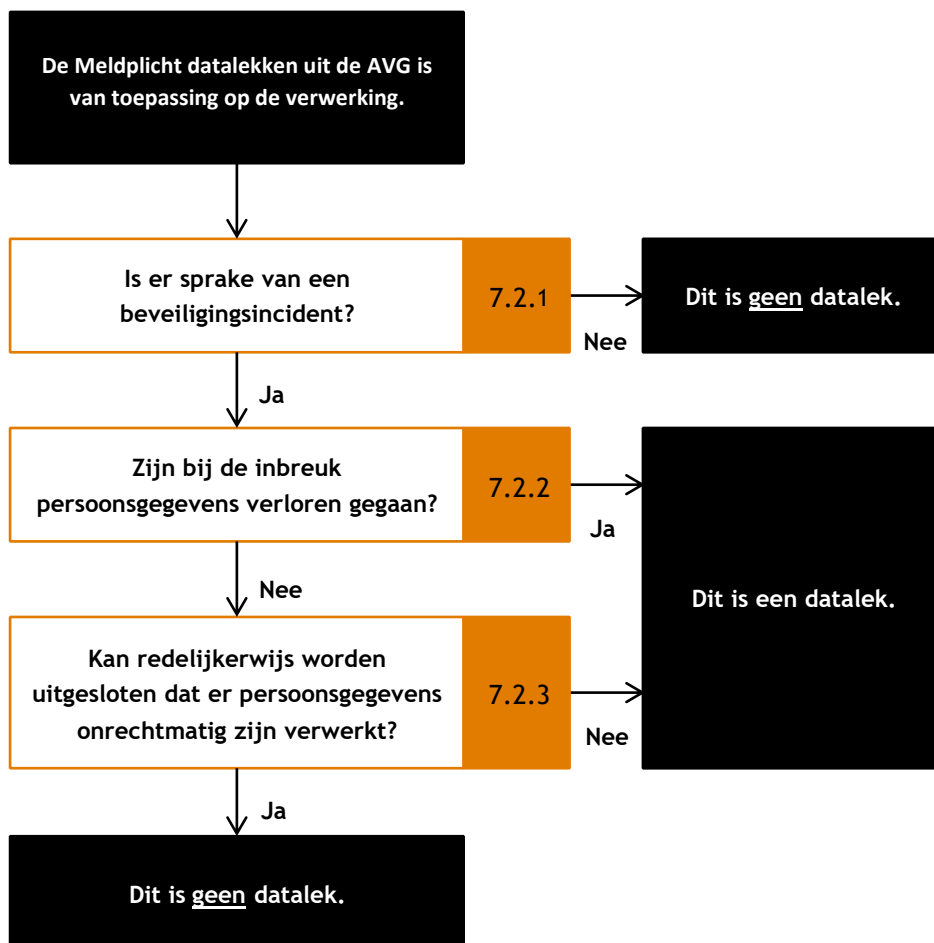 De Meldplicht datalekken uit de AVG is
van toepassing op de verwerking.
Is er sprake van een
beveiligingsincident?
7.2.1
Nee
Dit is geen datalek.
Ja
Zijn bij de inbreuk
persoonsgegevens verloren gegaan?
7.2.2
Ja
Dit is een datalek.
Nee
Kan redelijkerwijs worden
uitgesloten dat er persoonsgegevens
onrechtmatig zijn verwerkt?
7.2.3
Nee
Ja
Dit is geen datalek.